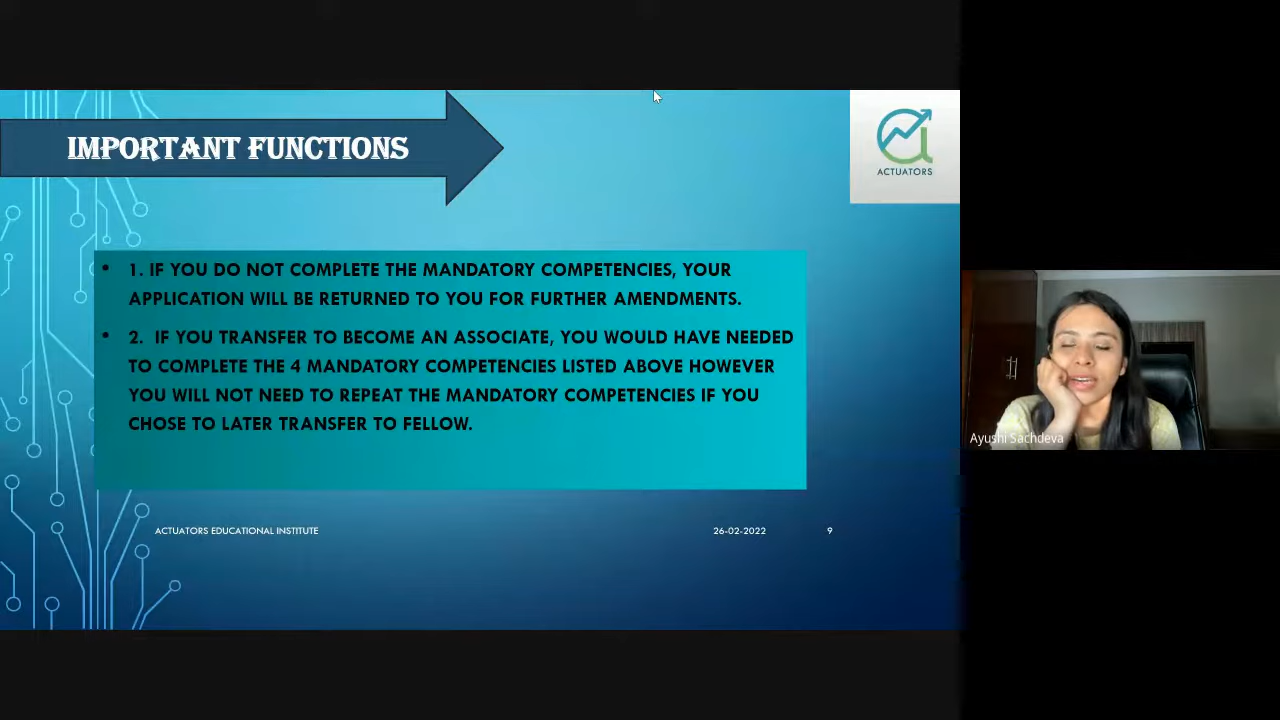 IMPORTANT FUNCTIONS
ACTUATORS
• 1. IF YOU DO NOT COMPLETE THE MANDATORY COMPETENCIES, YOUR
APPLICATION WILL BE RETURNED TO YOU FOR FURTHER AMENDMENTS.
• 2. IF YOU TRANSFER TO BECOME AN ASSOCIATE, YOU WOULD HAVE NEEDED
TO COMPLETE THE 4 MANDATORY COMPETENCIES LISTED ABOVE HOWEVER
YOU WILL NOT NEED TO REPEAT THE MANDATORY COMPETENCIES IF YOU
CHOSE TO LATER TRANSFER TO FELLOW.
Ayushi Sachdeva
ACTUATORS EDUCATIONAL INSTITUTE 26-02-2022 9